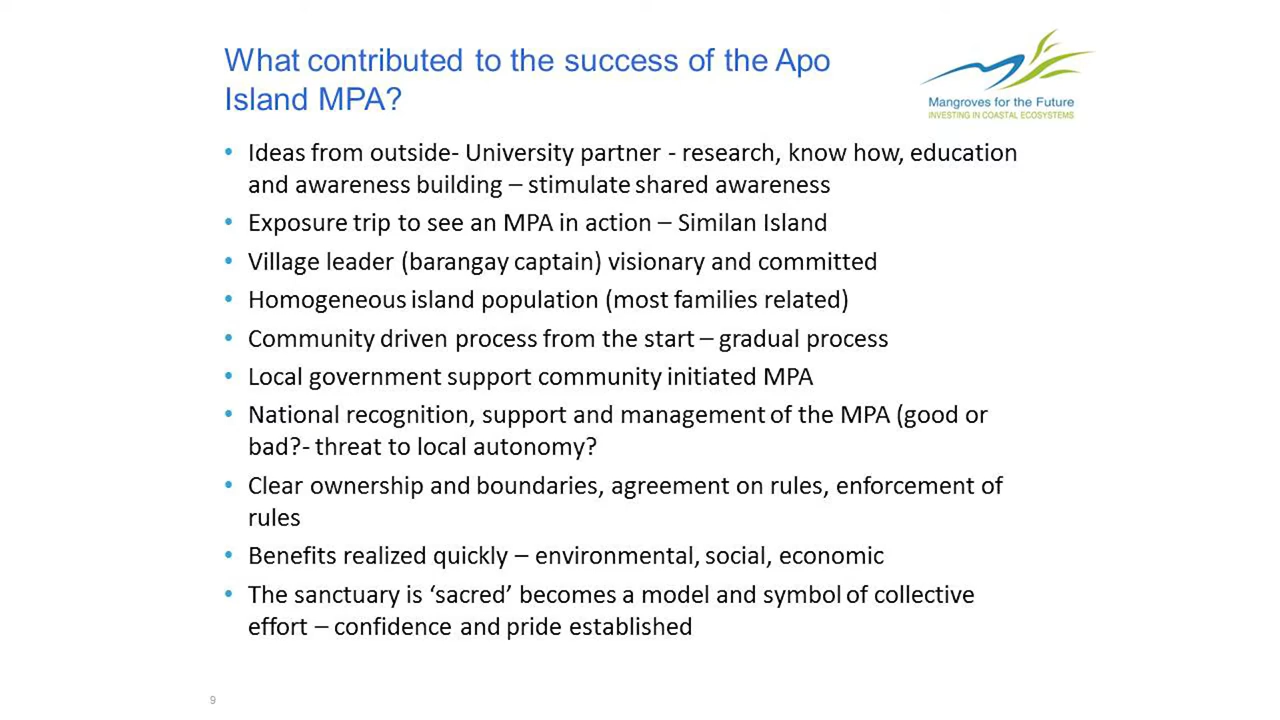 What contributed to the success of the Apo
Island MPA?
Mangroves for the Future
INVESTING IN COASTAL ECOSYSTEMS
• Ideas from outside- University partner - research, know how, education
and awareness building – stimulate shared awareness
• Exposure trip to see an MPA in action – Similan Island
• Village leader (barangay captain) visionary and committed
• Homogeneous island population (most families related)
• Community driven process from the start – gradual process
• Local government support community initiated MPA
• National recognition, support and management of the MPA (good or
bad?- threat to local autonomy?
• Clear ownership and boundaries, agreement on rules, enforcement of
rules
• Benefits realized quickly – environmental, social, economic
• The sanctuary is ‘sacred’ becomes a model and symbol of collective
effort – confidence and pride established
9